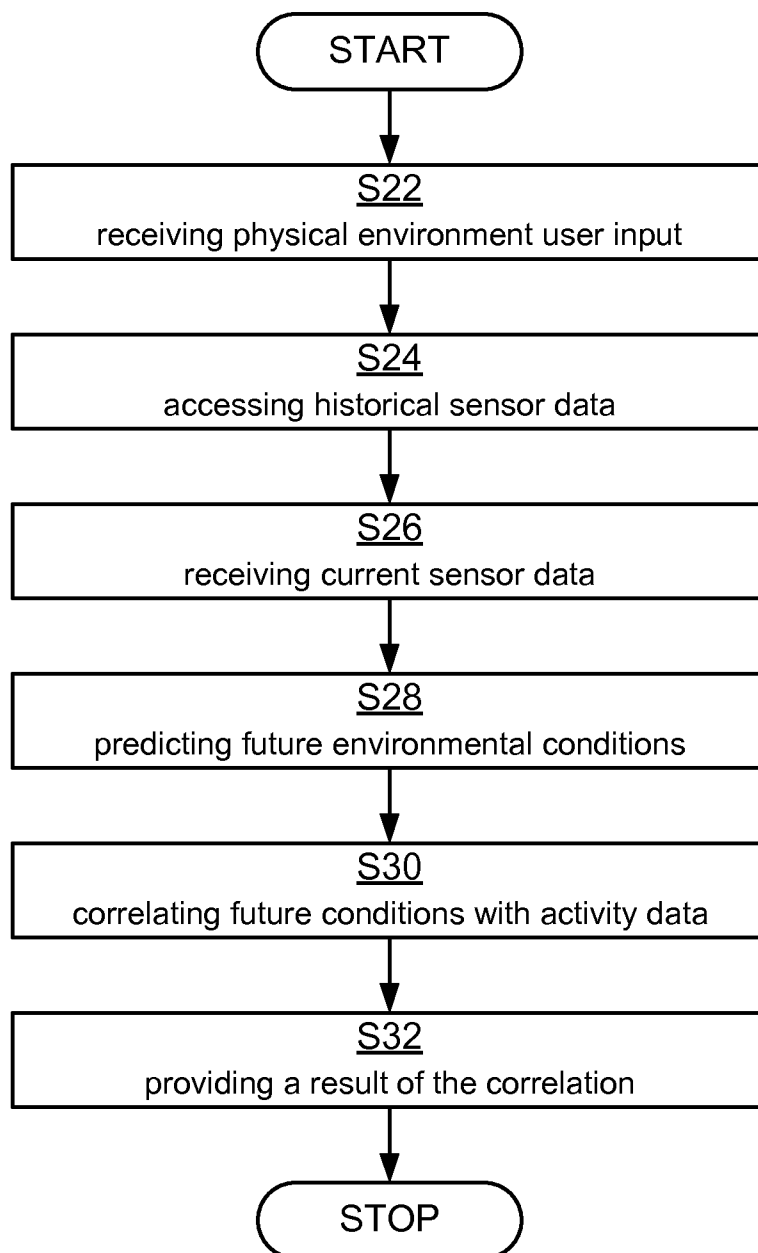 START
S22
receiving physical environment user input
S24
accessing historical sensor data
S26
receiving current sensor data
S28
predicting future environmental conditions
S30
correlating future conditions with activity data
S32
providing a result of the correlation
STOP